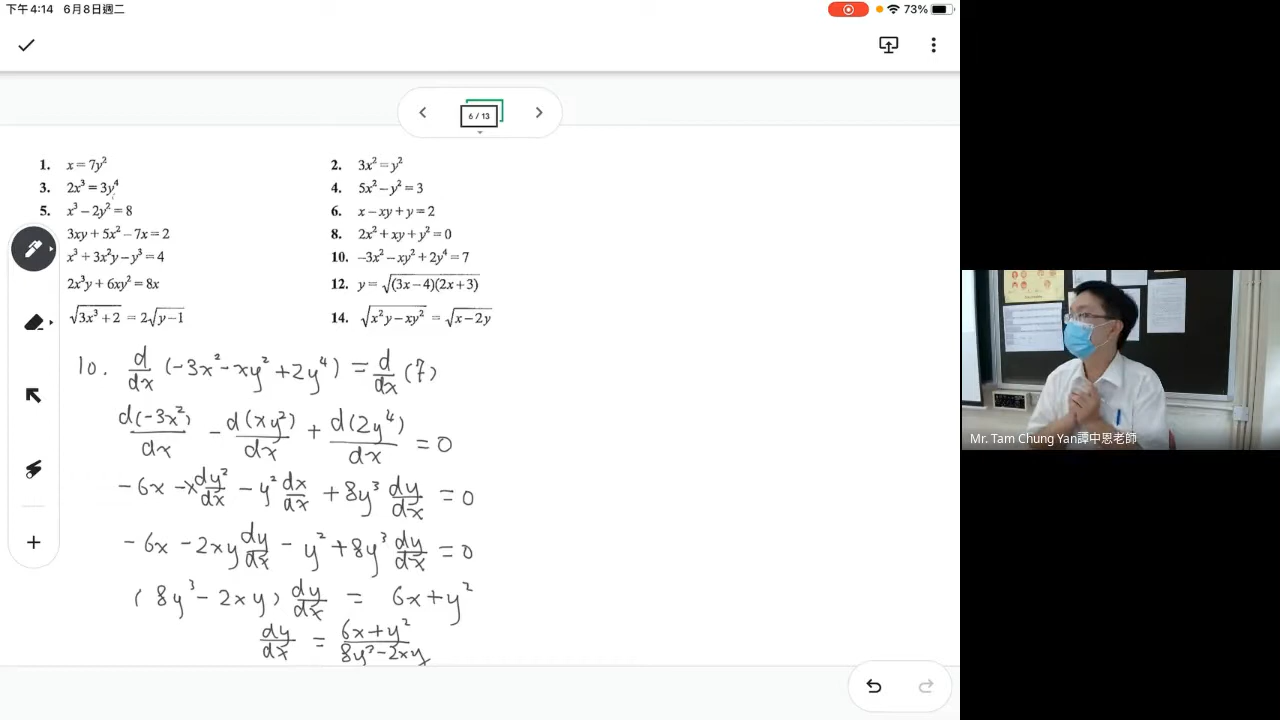 下午4:14 6月8日週二
73%
6 / 13
1. x = 7y²
2. 3x² = y²
3. 2x³ = 3y⁴
4. 5x² − y² = 3
5. x³ − 2y² = 8
6. x − xy + y = 2
3xy + 5x² − 7x = 2
8. 2x² + xy + y² = 0
x³ + 3x²y − y³ = 4
10. −3x² − xy² + 2y⁴ = 7
2x³y + 6xy² = 8x
12. y = √((3x − 4)(2x + 3))
√(3x³ + 2) = 2√(y − 1)
14. √(x²y − xy²) = √(x − 2y)
10. d/dx (−3x² − xy² + 2y⁴) = d/dx (7)
d(−3x²)/dx − d(xy²)/dx + d(2y⁴)/dx = 0
−6x − x dy²/dx − y² dx/dx + 8y³ dy/dx = 0
−6x − 2xy dy/dx − y² + 8y³ dy/dx = 0
(8y³ − 2xy) dy/dx = 6x + y²
dy/dx = (6x + y²)/(8y³ − 2xy)
Mr. Tam Chung Yan譚中恩老師